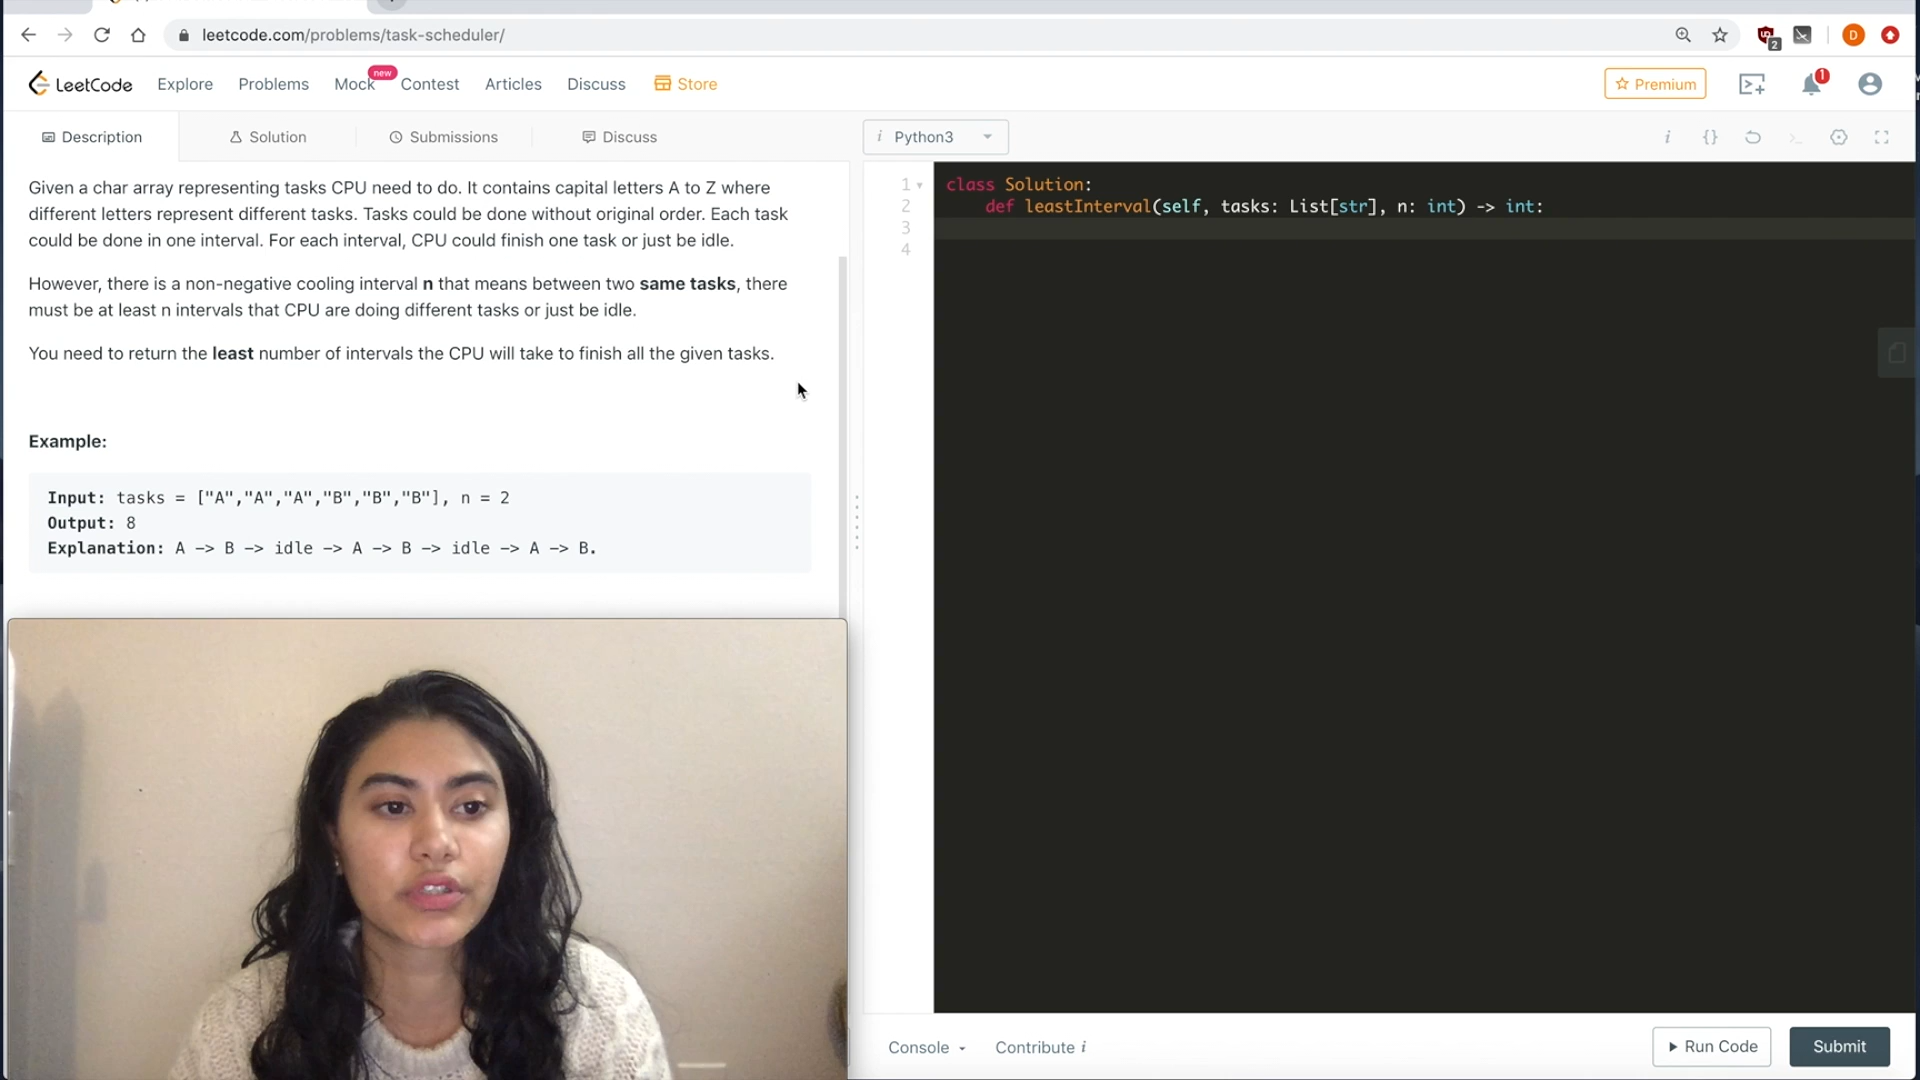 leetcode.com/problems/task-scheduler/
2
D
LeetCode
Explore
Problems
Mock
new
Contest
Articles
Discuss
Store
Premium
1
Description
Solution
Submissions
Discuss
i Python3
i {}
Given a char array representing tasks CPU need to do. It contains capital letters A to Z where
different letters represent different tasks. Tasks could be done without original order. Each task
could be done in one interval. For each interval, CPU could finish one task or just be idle.
However, there is a non-negative cooling interval n that means between two same tasks, there
must be at least n intervals that CPU are doing different tasks or just be idle.
You need to return the least number of intervals the CPU will take to finish all the given tasks.
Example:
Input: tasks = ["A","A","A","B","B","B"], n = 2
Output: 8
Explanation: A -> B -> idle -> A -> B -> idle -> A -> B.
1 class Solution:
2 def leastInterval(self, tasks: List[str], n: int) -> int:
3
4
Console
Contribute i
Run Code
Submit